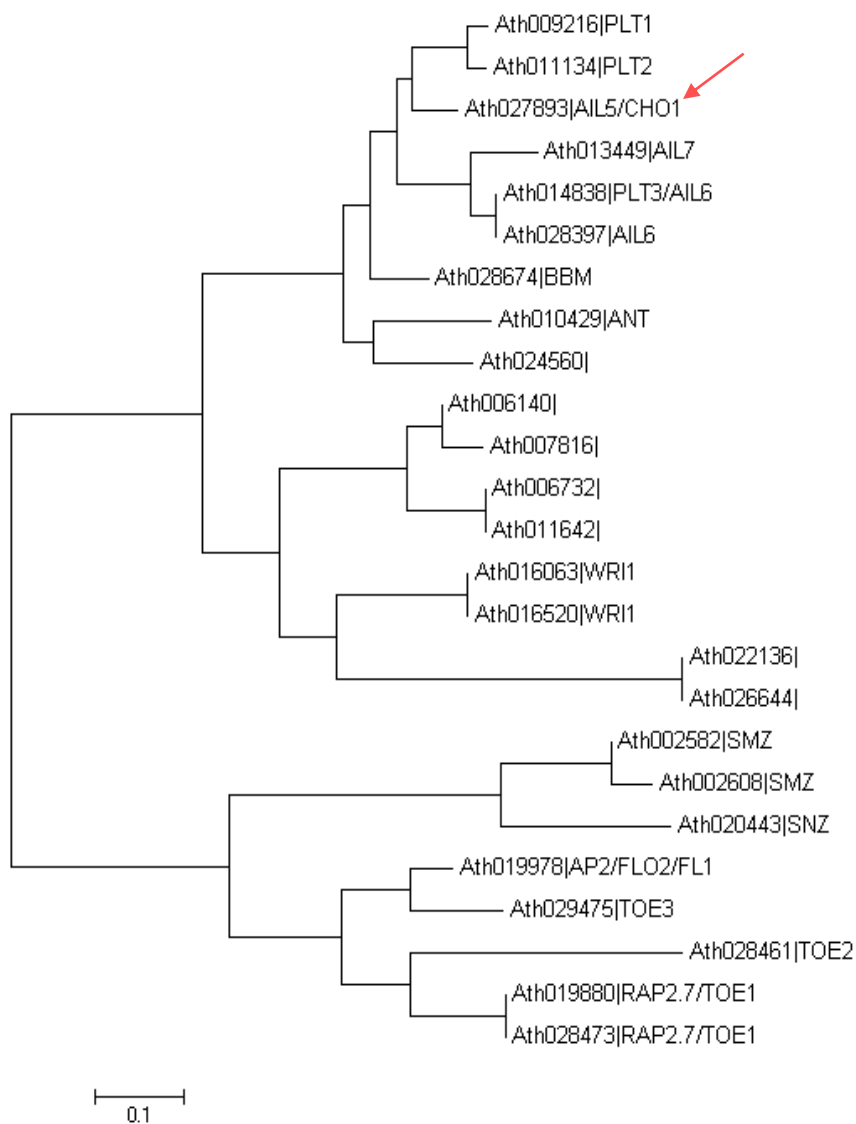 Ath009216|PLT1
Ath011134|PLT2
Ath027893|AIL5/CHO1
Ath013449|AIL7
Ath014838|PLT3/AIL6
Ath028397|AIL6
Ath028674|BBM
Ath010429|ANT
Ath024560|
Ath006140|
Ath007816|
Ath006732|
Ath011642|
Ath016063|WRI1
Ath016520|WRI1
Ath022136|
Ath026644|
Ath002582|SMZ
Ath002608|SMZ
Ath020443|SNZ
Ath019978|AP2/FLO2/FL1
Ath029475|TOE3
Ath028461|TOE2
Ath019880|RAP2.7/TOE1
Ath028473|RAP2.7/TOE1
0.1